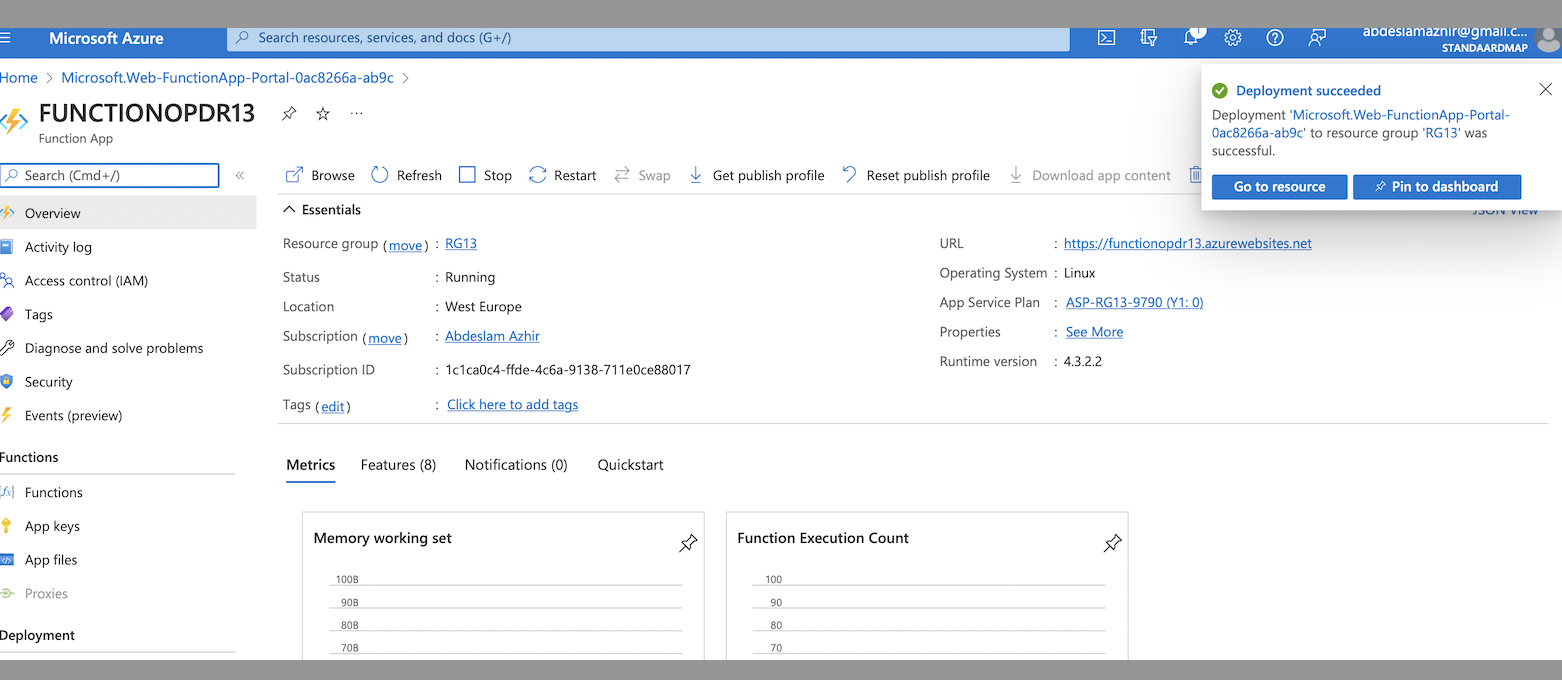 Microsoft Azure
Search resources, services, and docs (G+/)
1
abdeslamazhir@gmail.c...
STANDAARDMAP
Home > Microsoft.Web-FunctionApp-Portal-0ac8266a-ab9c >
FUNCTIONOPDR13
...
Function App
Deployment succeeded
Deployment 'Microsoft.Web-FunctionApp-Portal-
0ac8266a-ab9c' to resource group 'RG13' was
successful.
Go to resource
Pin to dashboard
Search (Cmd+/)
«
Browse
Refresh
Stop
Restart
Swap
Get publish profile
Reset publish profile
Download app content
Overview
Activity log
Access control (IAM)
Tags
Diagnose and solve problems
Security
Events (preview)
Functions
Functions
App keys
App files
Proxies
Deployment
Essentials
JSON View
Resource group (move) : RG13
Status : Running
Location : West Europe
Subscription (move) : Abdeslam Azhir
Subscription ID : 1c1ca0c4-ffde-4c6a-9138-711e0ce88017
Tags (edit) : Click here to add tags
URL : https://functionopdr13.azurewebsites.net
Operating System : Linux
App Service Plan : ASP-RG13-9790 (Y1: 0)
Properties : See More
Runtime version : 4.3.2.2
Metrics
Features (8)
Notifications (0)
Quickstart
Memory working set
100B
90B
80B
70B
Function Execution Count
100
90
80
70